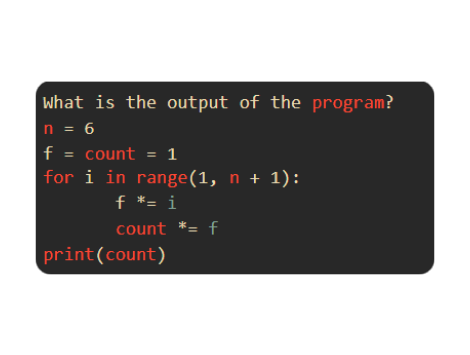 What is the output of the program?
n = 6
f = count = 1
for i in range(1, n + 1):
        f *= i
        count *= f
print(count)